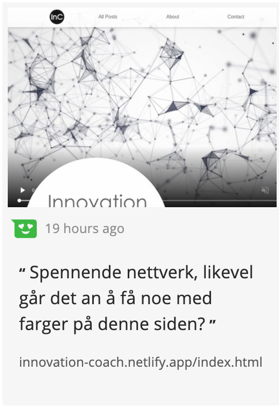 InC
All Posts
About
Contact
Innovation
19 hours ago
“ Spennende nettverk, likevel
går det an å få noe med
farger på denne siden? ”
innovation-coach.netlify.app/index.html